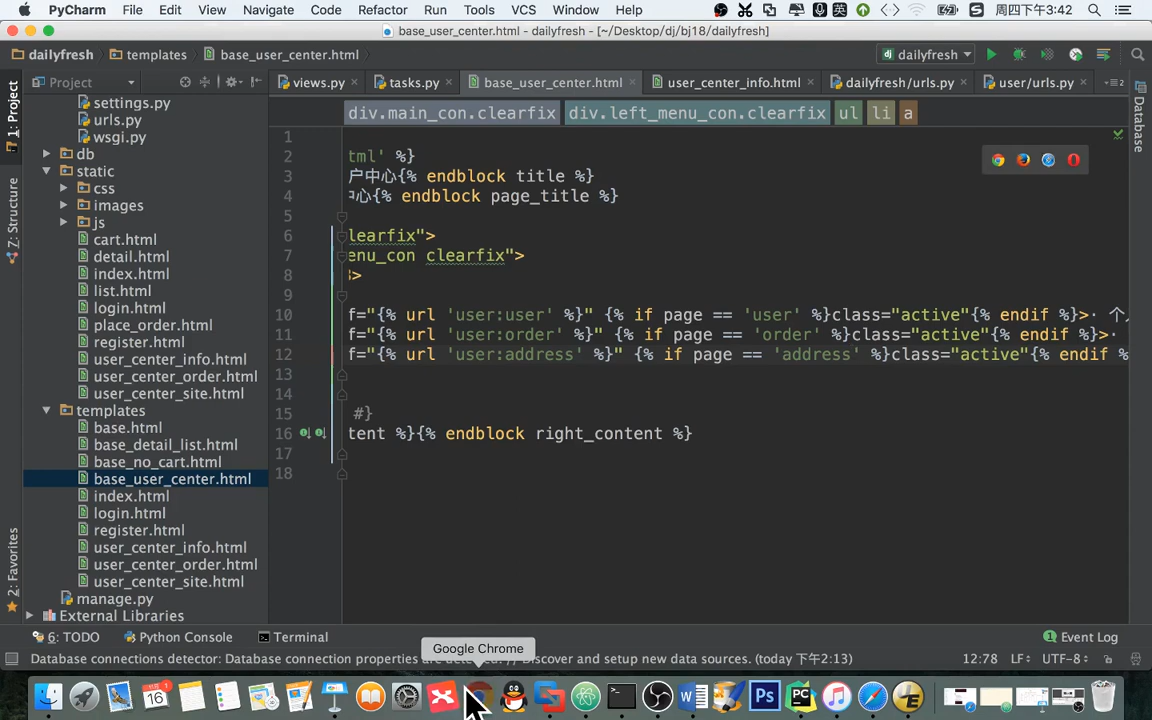 PyCharm File Edit View Navigate Code Refactor Run Tools VCS Window Help 英 周四下午3:42
base_user_center.html - dailyfresh - [~/Desktop/dj/bj18/dailyfresh]
dailyfresh templates base_user_center.html dailyfresh
Project views.py tasks.py base_user_center.html user_center_info.html dailyfresh/urls.py user/urls.py
1: Project
7: Structure
2: Favorites
Database
settings.py
urls.py
wsgi.py
db
static
css
images
js
cart.html
detail.html
index.html
list.html
login.html
place_order.html
register.html
user_center_info.html
user_center_order.html
user_center_site.html
templates
base.html
base_detail_list.html
base_no_cart.html
base_user_center.html
index.html
login.html
register.html
user_center_info.html
user_center_order.html
user_center_site.html
manage.py
External Libraries
div.main_con.clearfix div.left_menu_con.clearfix ul li a
1
2 tml' %}
3 户中心{% endblock title %}
4 心{% endblock page_title %}
5
6 learfix">
7 enu_con clearfix">
8 >
9
10 f="{% url 'user:user' %}" {% if page == 'user' %}class="active"{% endif %}>· 个
11 f="{% url 'user:order' %}" {% if page == 'order' %}class="active"{% endif %}>·
12 f="{% url 'user:address' %}" {% if page == 'address' %}class="active"{% endif %
13
14
15 #}
16 tent %}{% endblock right_content %}
17
18
6: TODO Python Console Terminal Event Log
Google Chrome
Database connections detector: Database connection properties are detected. // Discover and setup new data sources. (today 下午2:13) 12:78 LF UTF-8